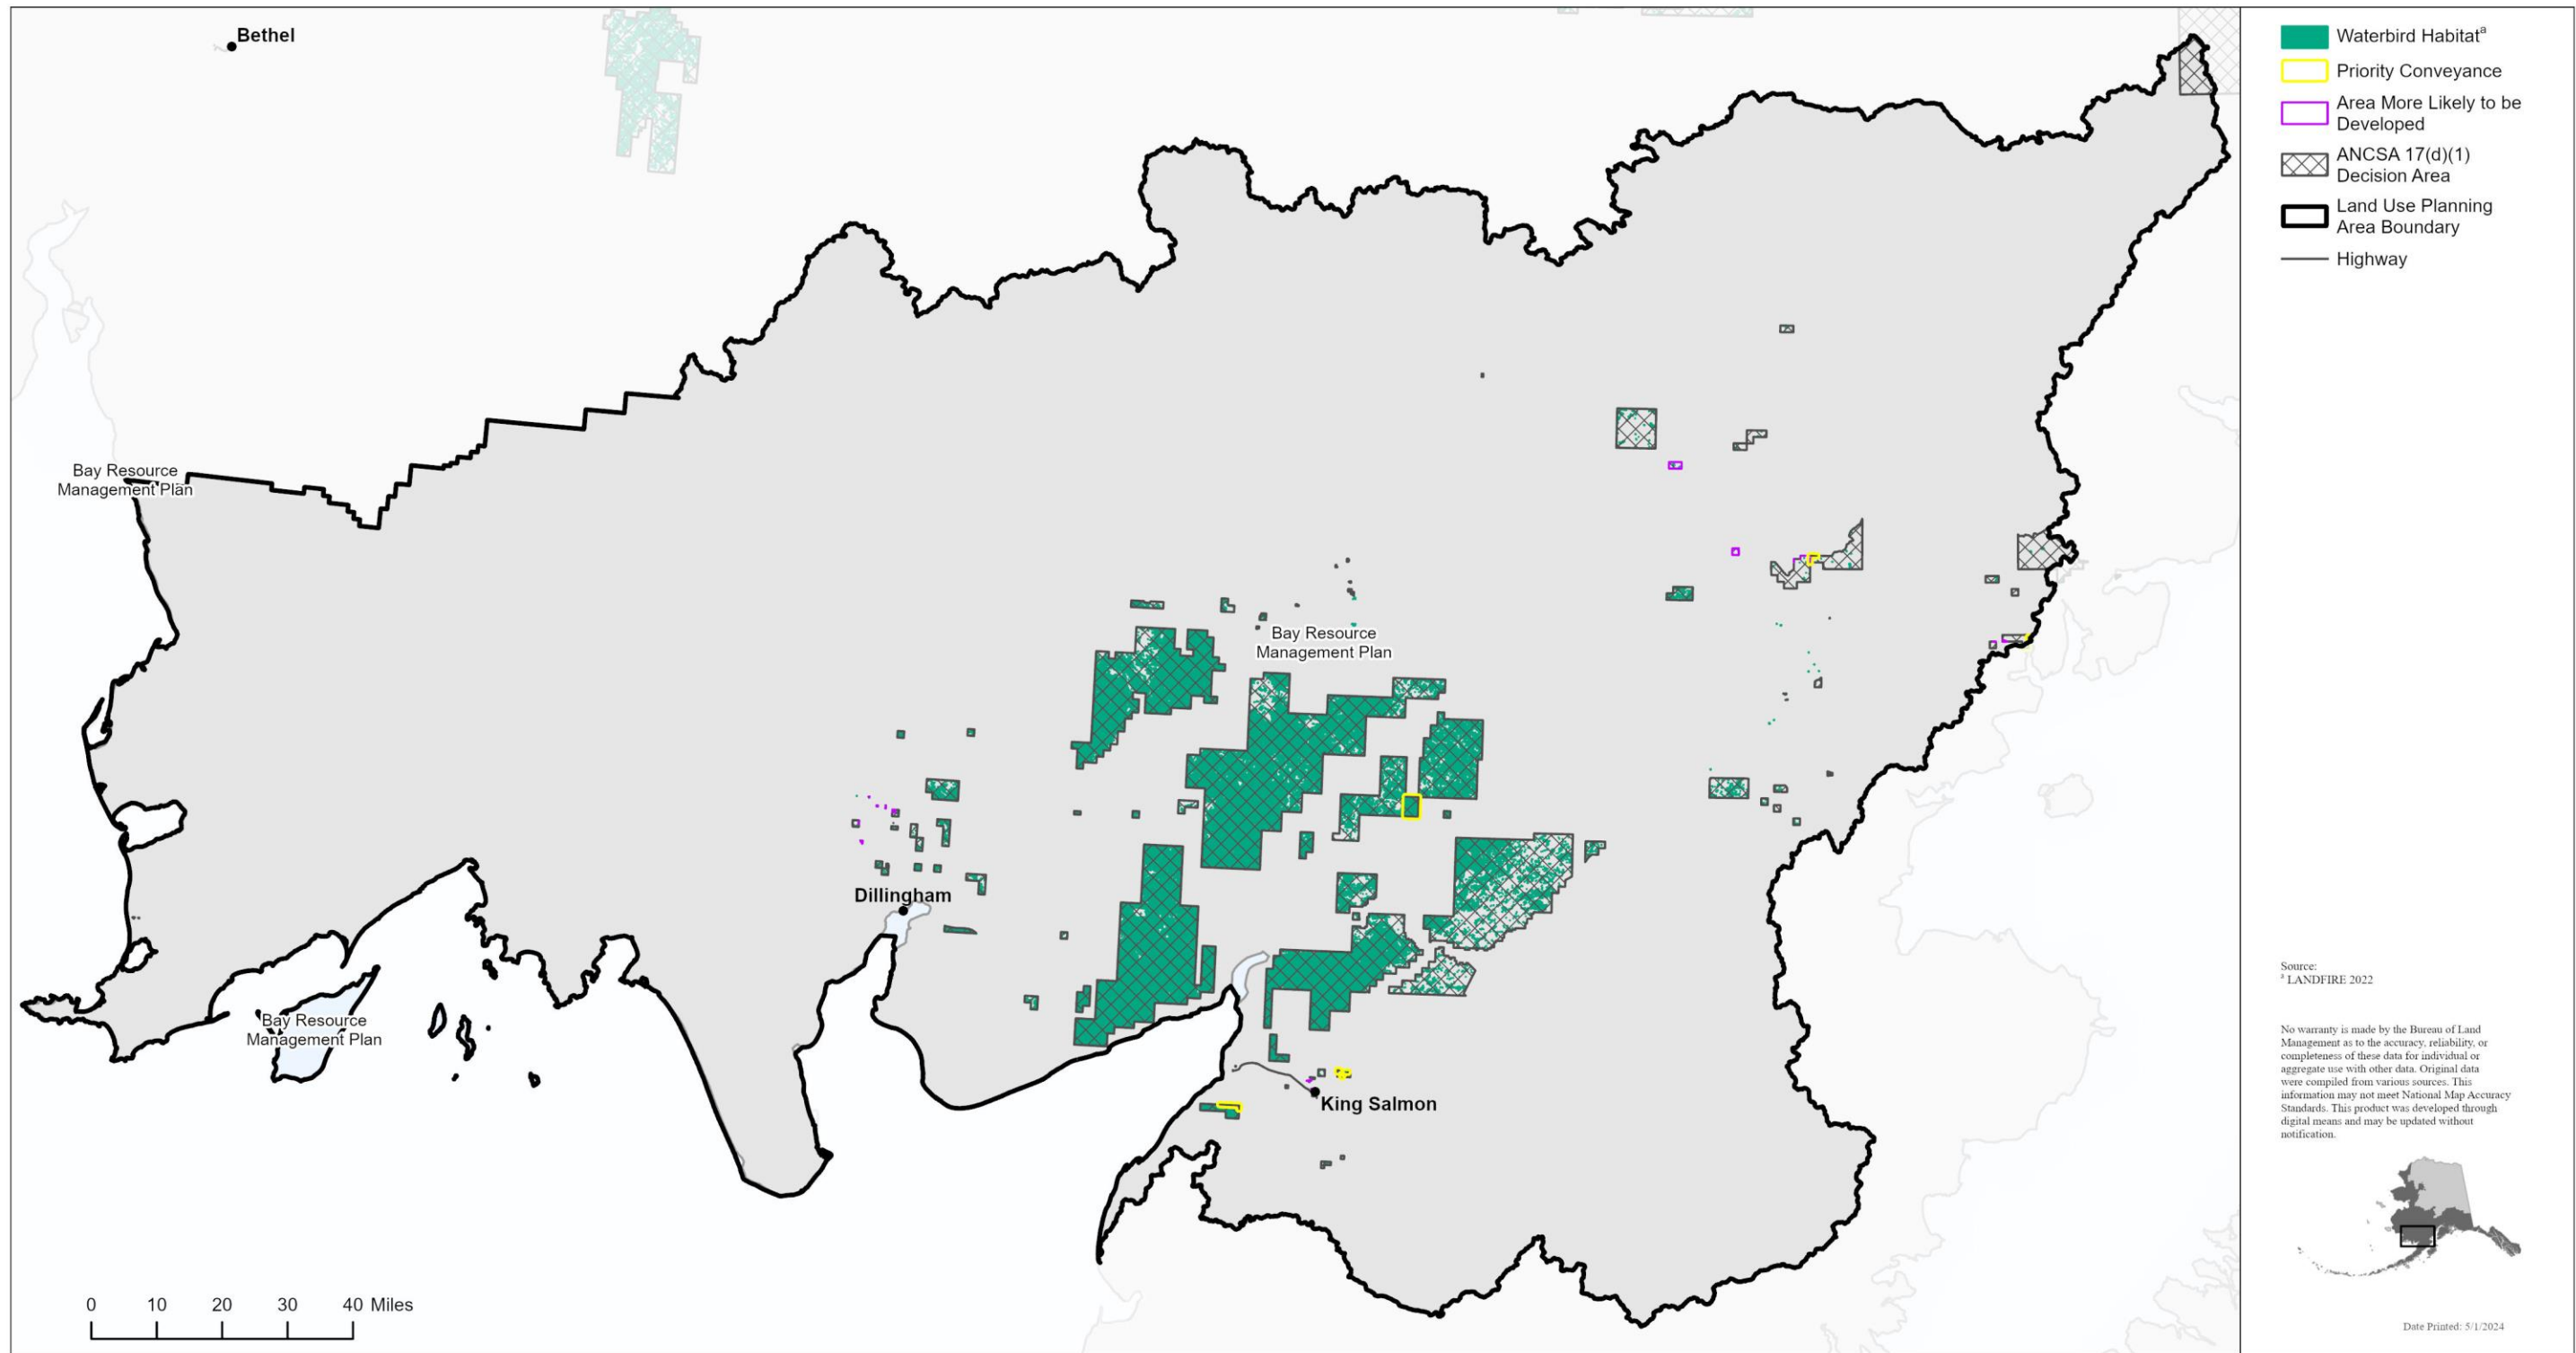 Bethel
Bay Resource
Management Plan
Bay Resource
Management Plan
Dillingham
Bay Resource
Management Plan
King Salmon
0 10 20 30 40 Miles
Waterbird Habitatᵃ
Priority Conveyance
Area More Likely to be
Developed
ANCSA 17(d)(1)
Decision Area
Land Use Planning
Area Boundary
Highway
Source:
ᵃ LANDFIRE 2022
No warranty is made by the Bureau of Land
Management as to the accuracy, reliability, or
completeness of these data for individual or
aggregate use with other data. Original data
were compiled from various sources. This
information may not meet National Map Accuracy
Standards. This product was developed through
digital means and may be updated without
notification.
Date Printed: 5/1/2024